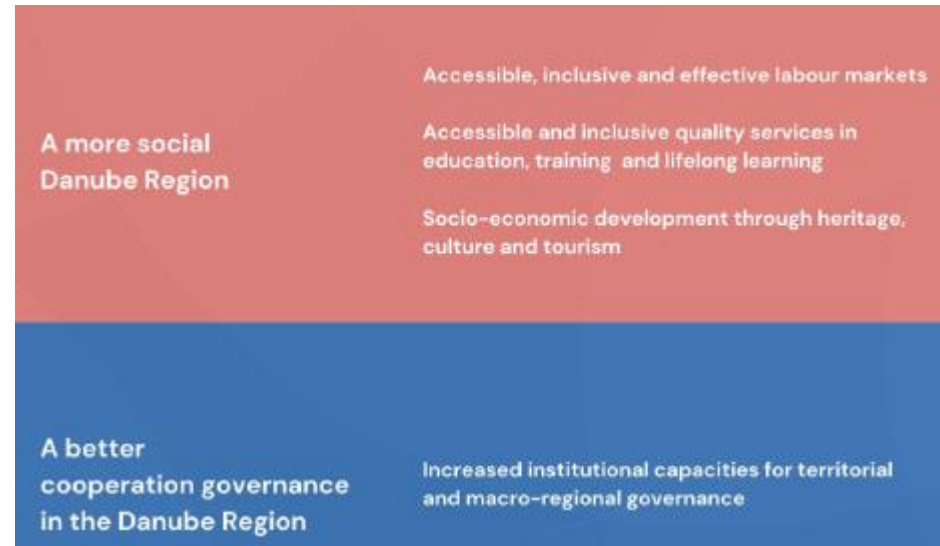 A more social
Danube Region
Accessible, inclusive and effective labour markets
Accessible and inclusive quality services in
education, training and lifelong learning
Socio-economic development through heritage,
culture and tourism
A better
cooperation governance
in the Danube Region
Increased institutional capacities for territorial
and macro-regional governance